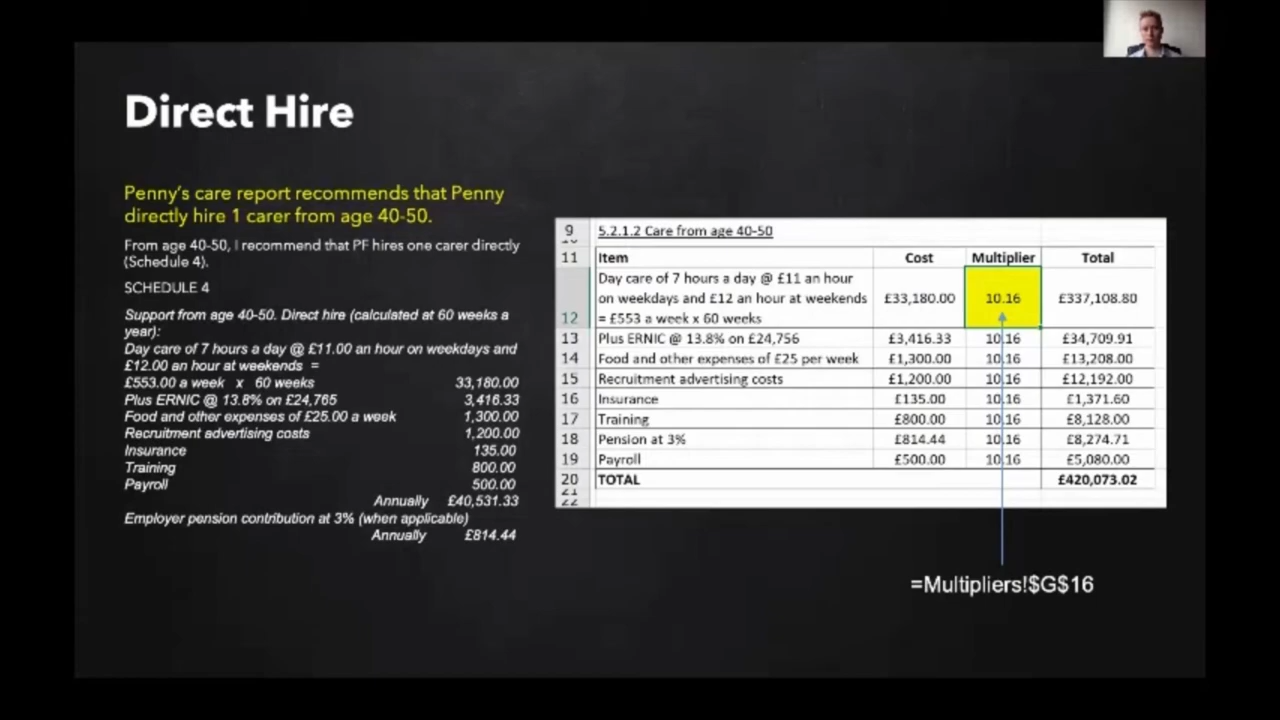 Direct Hire
Penny's care report recommends that Penny
directly hire 1 carer from age 40-50.
From age 40-50, I recommend that PF hires one carer directly
(Schedule 4).
SCHEDULE 4
Support from age 40-50. Direct hire (calculated at 60 weeks a
year):
Day care of 7 hours a day @ £11.00 an hour on weekdays and
£12.00 an hour at weekends =
£553.00 a week x 60 weeks 33,180.00
Plus ERNIC @ 13.8% on £24,765 3,416.33
Food and other expenses of £25.00 a week 1,300.00
Recruitment advertising costs 1,200.00
Insurance 135.00
Training 800.00
Payroll 500.00
Annually £40,531.33
Employer pension contribution at 3% (when applicable)
Annually £814.44
9 5.2.1.2 Care from age 40-50
10
11 Item Cost Multiplier Total
Day care of 7 hours a day @ £11 an hour
on weekdays and £12 an hour at weekends £33,180.00 10.16 £337,108.80
12 = £553 a week x 60 weeks
13 Plus ERNIC @ 13.8% on £24,756 £3,416.33 10.16 £34,709.91
14 Food and other expenses of £25 per week £1,300.00 10.16 £13,208.00
15 Recruitment advertising costs £1,200.00 10.16 £12,192.00
16 Insurance £135.00 10.16 £1,371.60
17 Training £800.00 10.16 £8,128.00
18 Pension at 3% £814.44 10.16 £8,274.71
19 Payroll £500.00 10.16 £5,080.00
20 TOTAL £420,073.02
21
22
=Multipliers!$G$16